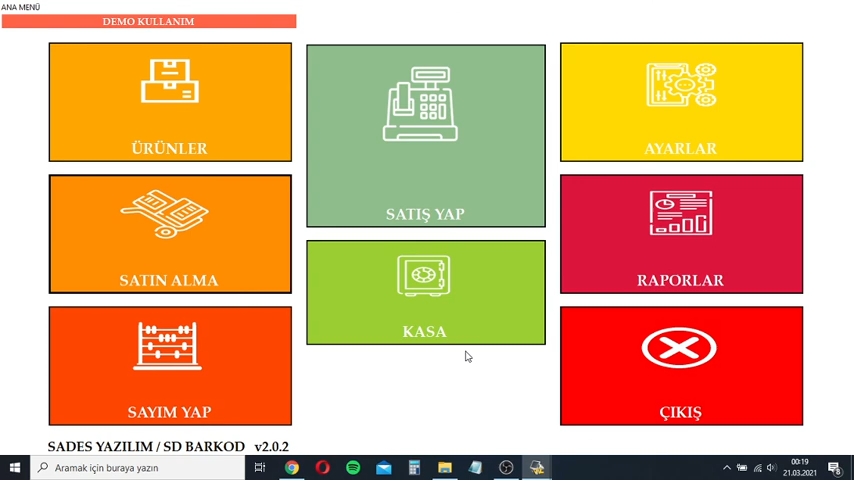 ANA MENÜ
DEMO KULLANIM
ÜRÜNLER
SATIŞ YAP
AYARLAR
SATIN ALMA
KASA
RAPORLAR
SAYIM YAP
ÇIKIŞ
SADES YAZILIM / SD BARKOD v2.0.2
Aramak için buraya yazın
00:19
21.03.2021
8